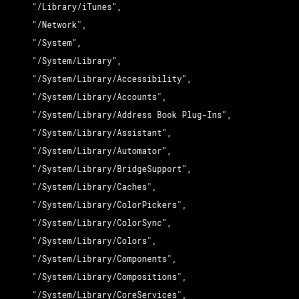 "/Library/iTunes",
"/Network",
"/System",
"/System/Library",
"/System/Library/Accessibility",
"/System/Library/Accounts",
"/System/Library/Address Book Plug-Ins",
"/System/Library/Assistant",
"/System/Library/Automator",
"/System/Library/BridgeSupport",
"/System/Library/Caches",
"/System/Library/ColorPickers",
"/System/Library/ColorSync",
"/System/Library/Colors",
"/System/Library/Components",
"/System/Library/Compositions",
"/System/Library/CoreServices",